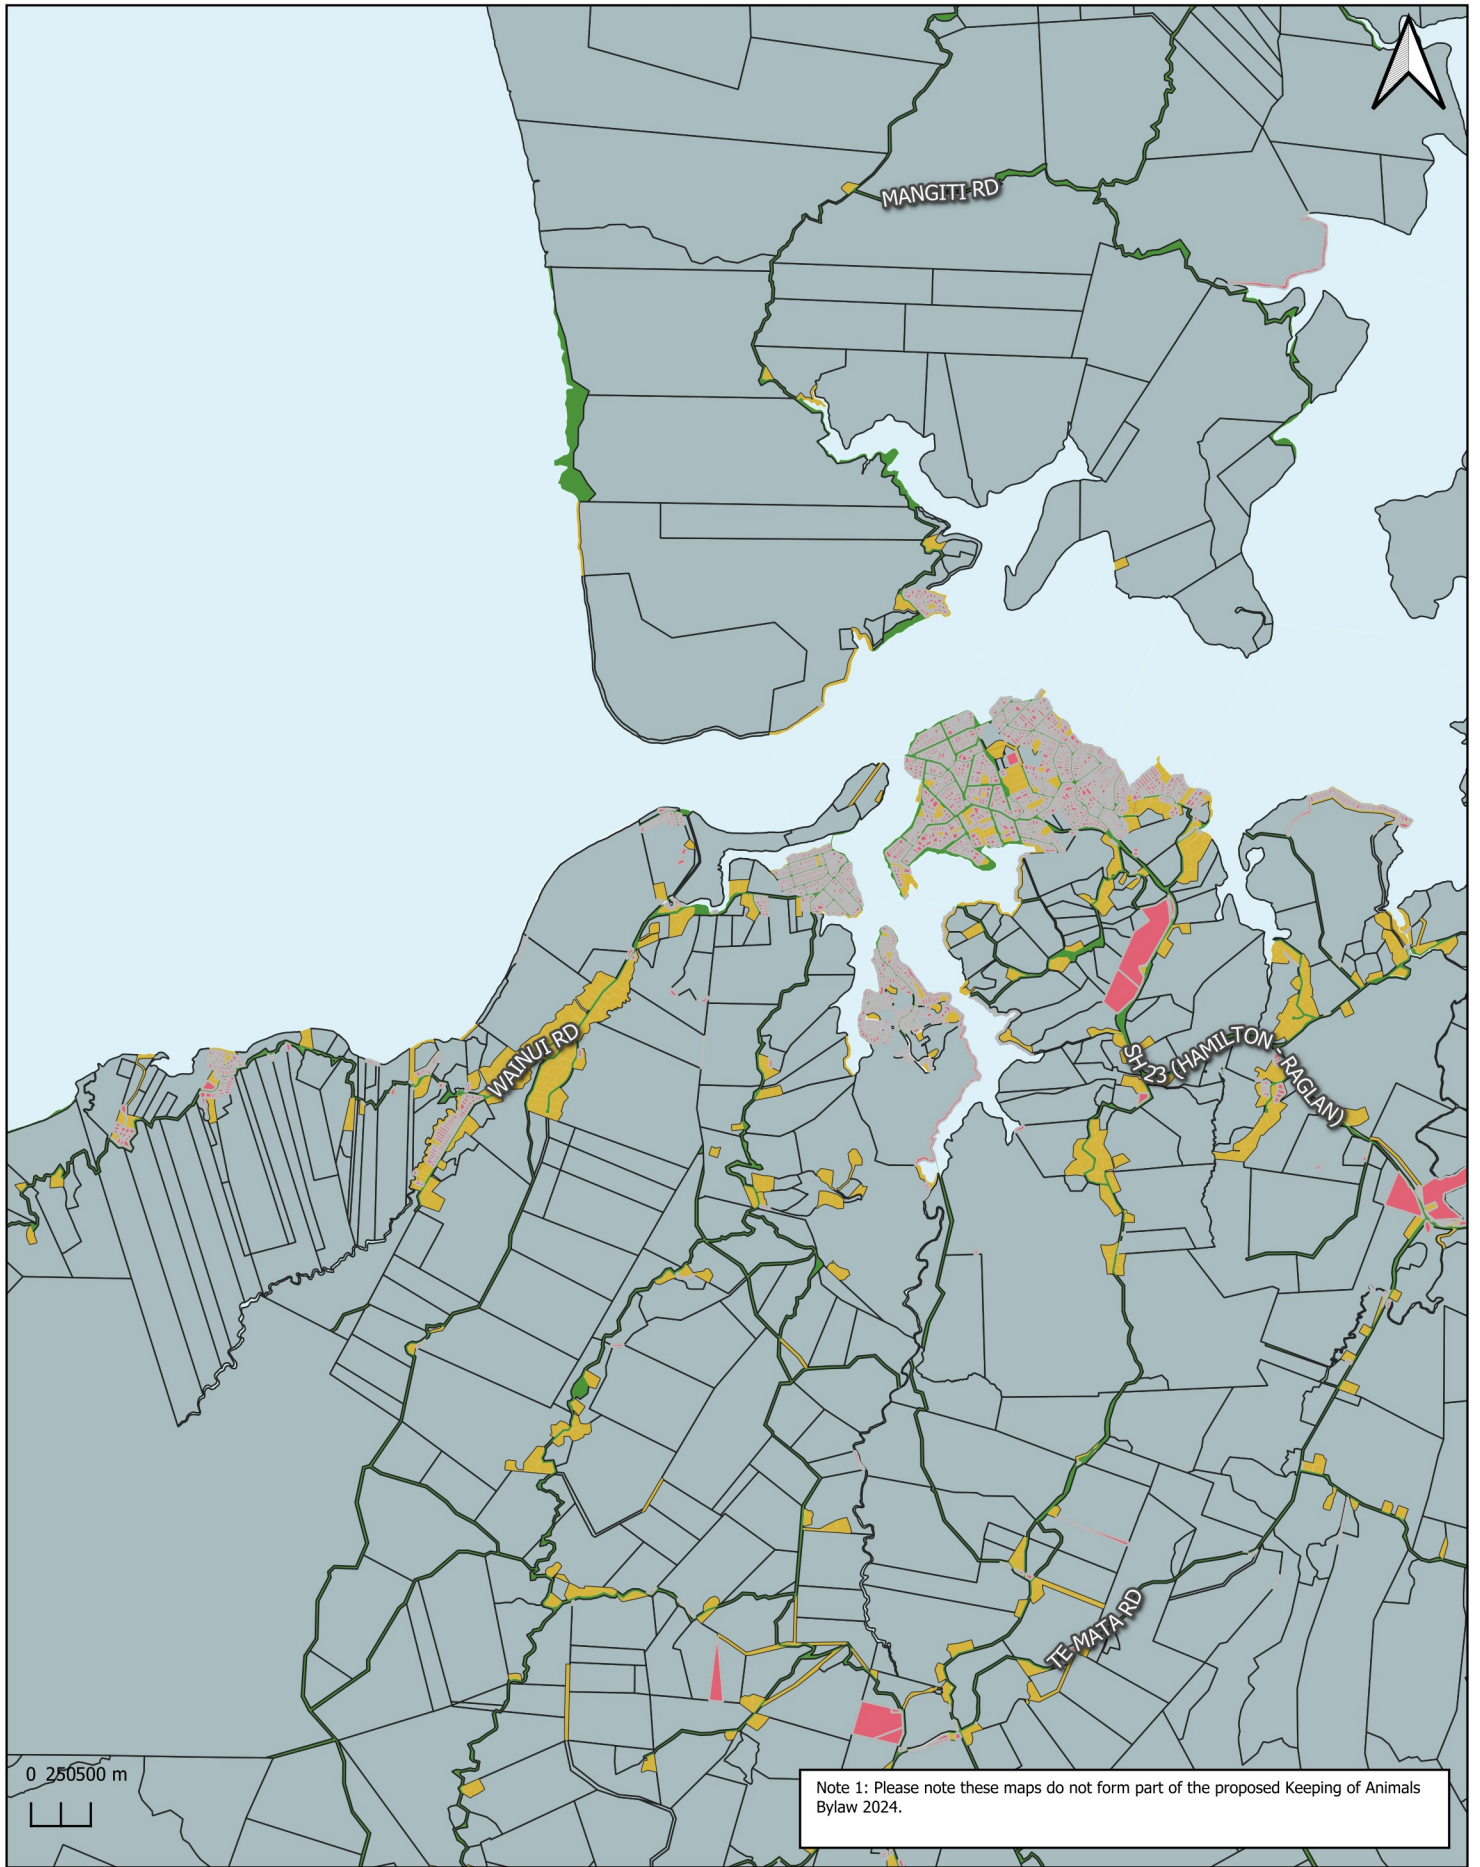 MANGITI RD
WAINUI RD
SH 23 (HAMILTON - RAGLAN)
TE MATA RD
0 250500 m
Note 1: Please note these maps do not form part of the proposed Keeping of Animals
Bylaw 2024.